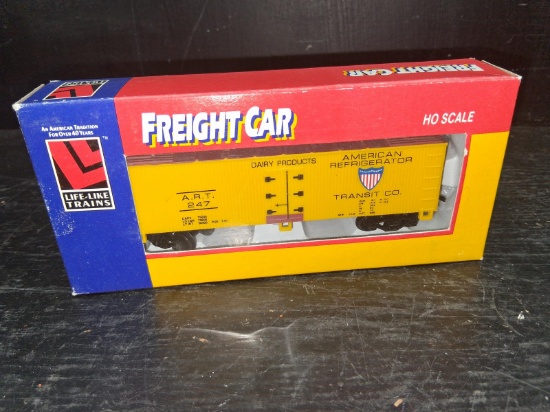 FREIGHT CAR
AN AMERICAN TRADITION
FOR OVER 40 YEARS
FREIGHT CAR
HO SCALE
TM
LIFE-LIKE
TRAINS
DAIRY PRODUCTS
AMERICAN
REFRIGERATOR
TRANSIT CO.
A.R.T.
247